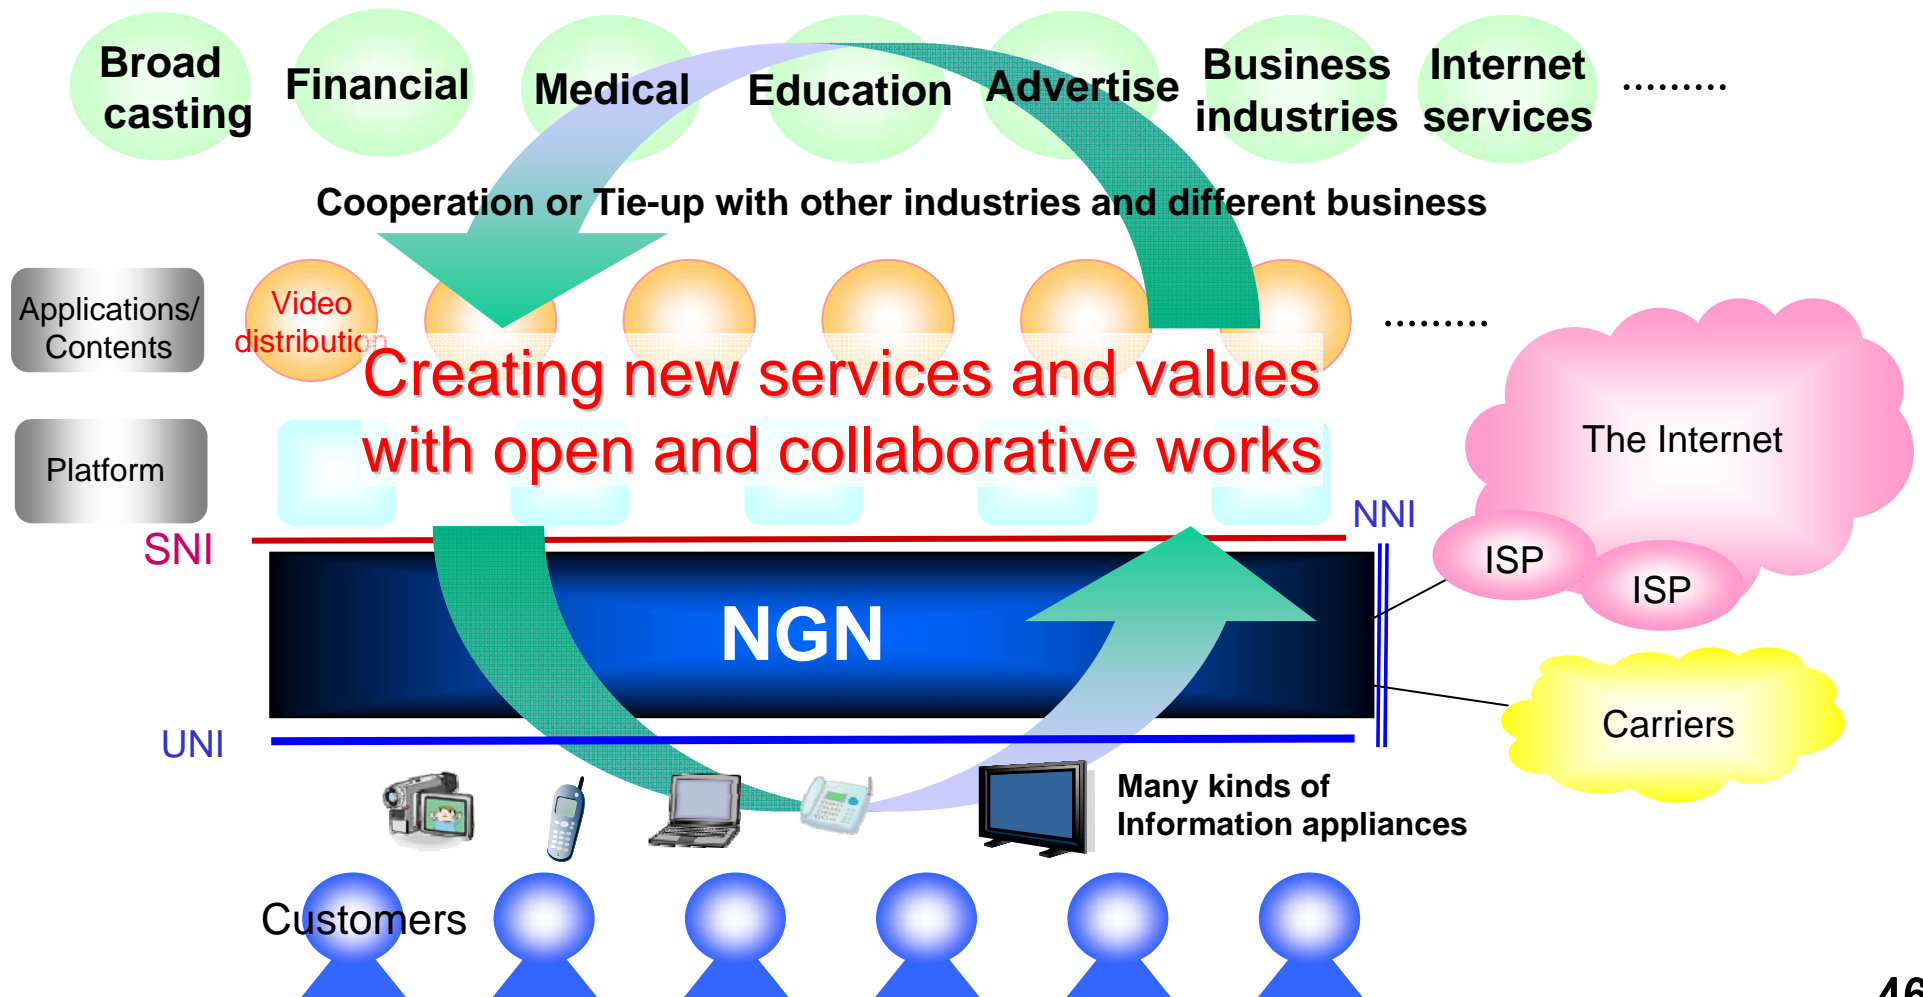 Broad
casting
Financial
Medical
Education
Advertise
Business
industries
Internet
services
.........
Cooperation or Tie-up with other industries and different business
Applications/
Contents
Video
distribution
.........
Creating new services and values
with open and collaborative works
Platform
The Internet
NNI
SNI
ISP
ISP
NGN
Carriers
UNI
Many kinds of
Information appliances
Customers
46